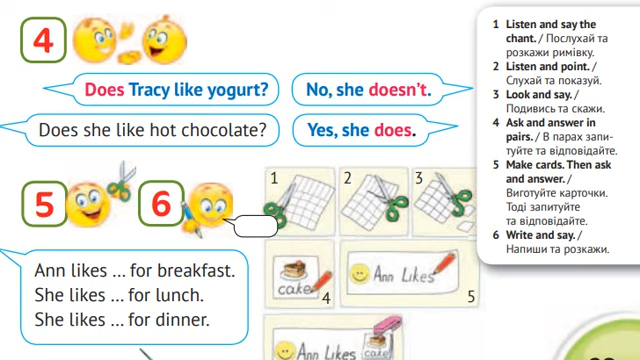 4
Does Tracy like yogurt?
No, she doesn't.
Does she like hot chocolate?
Yes, she does.
5
6
Ann likes ... for breakfast.
She likes ... for lunch.
She likes ... for dinner.
1
2
3
cake
4
Ann Likes
5
Ann Likes
cake
1 Listen and say the
chant. / Послухай та
розкажи римівку.
2 Listen and point. /
Слухай та показуй.
3 Look and say. /
Подивись та скажи.
4 Ask and answer in
pairs. / В парах запи-
туйте та відповідайте.
5 Make cards. Then ask
and answer. /
Виготуйте карточки.
Тоді запитуйте
та відповідайте.
6 Write and say. /
Напиши та розкажи.